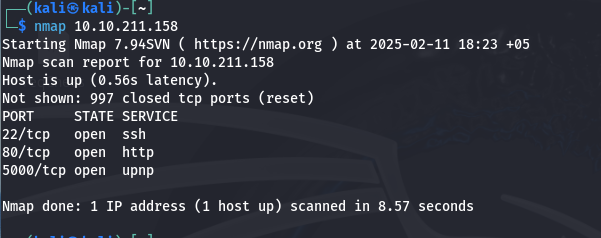 ┌──(kali㉿kali)-[~]
└─$ nmap 10.10.211.158
Starting Nmap 7.94SVN ( https://nmap.org ) at 2025-02-11 18:23 +05
Nmap scan report for 10.10.211.158
Host is up (0.56s latency).
Not shown: 997 closed tcp ports (reset)
PORT     STATE SERVICE
22/tcp   open  ssh
80/tcp   open  http
5000/tcp open  upnp
Nmap done: 1 IP address (1 host up) scanned in 8.57 seconds